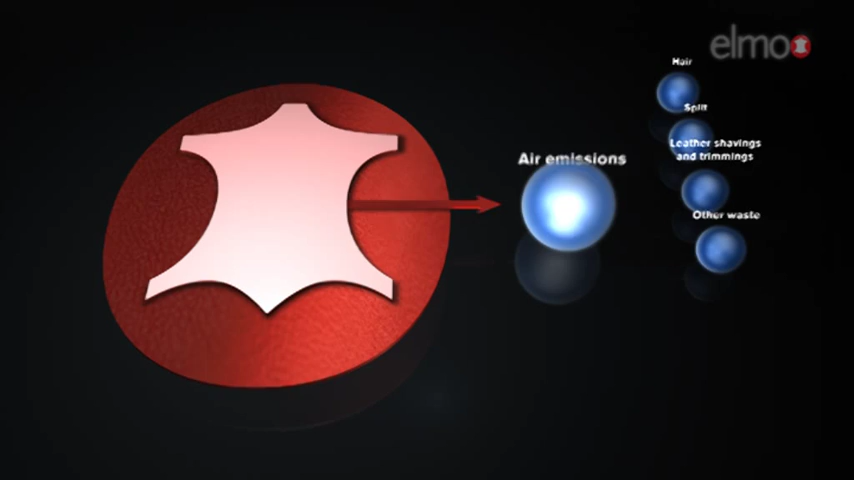 elmo
Hair
Split
Leather shavings
and trimmings
Air emissions
Other waste